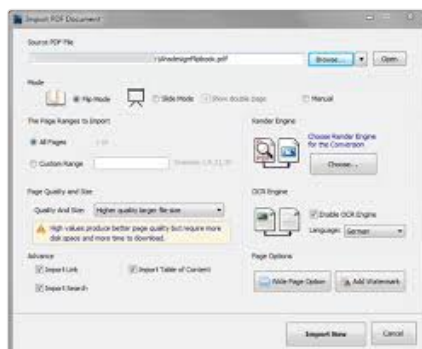 Import PDF Document
Source PDF File
Browse... Open
Mode
Flip Mode Slide Mode Show double page Manual
The Page Ranges to Import
All Pages
Custom Range
Render Engine
Choose Render Engine
for the Conversion
Choose...
Page Quality and Size
Quality And Size: Higher quality larger file size
High values produce better page quality but require more
disk space and more time to download.
OCR Engine
Enable OCR Engine
Language: German
Advance
Import Link Import Table of Content
Import Search
Page Options
Wide Page Option Add Watermark
Import Now Cancel